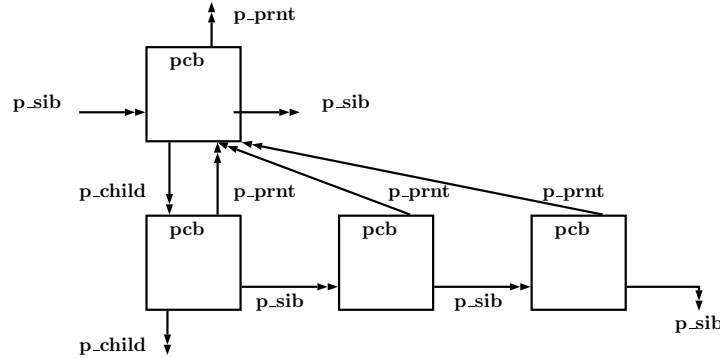 p_prnt
pcb
p_sib p_sib
p_child p_prnt p_prnt p_prnt
pcb pcb pcb
p_sib p_sib
p_sib
p_child